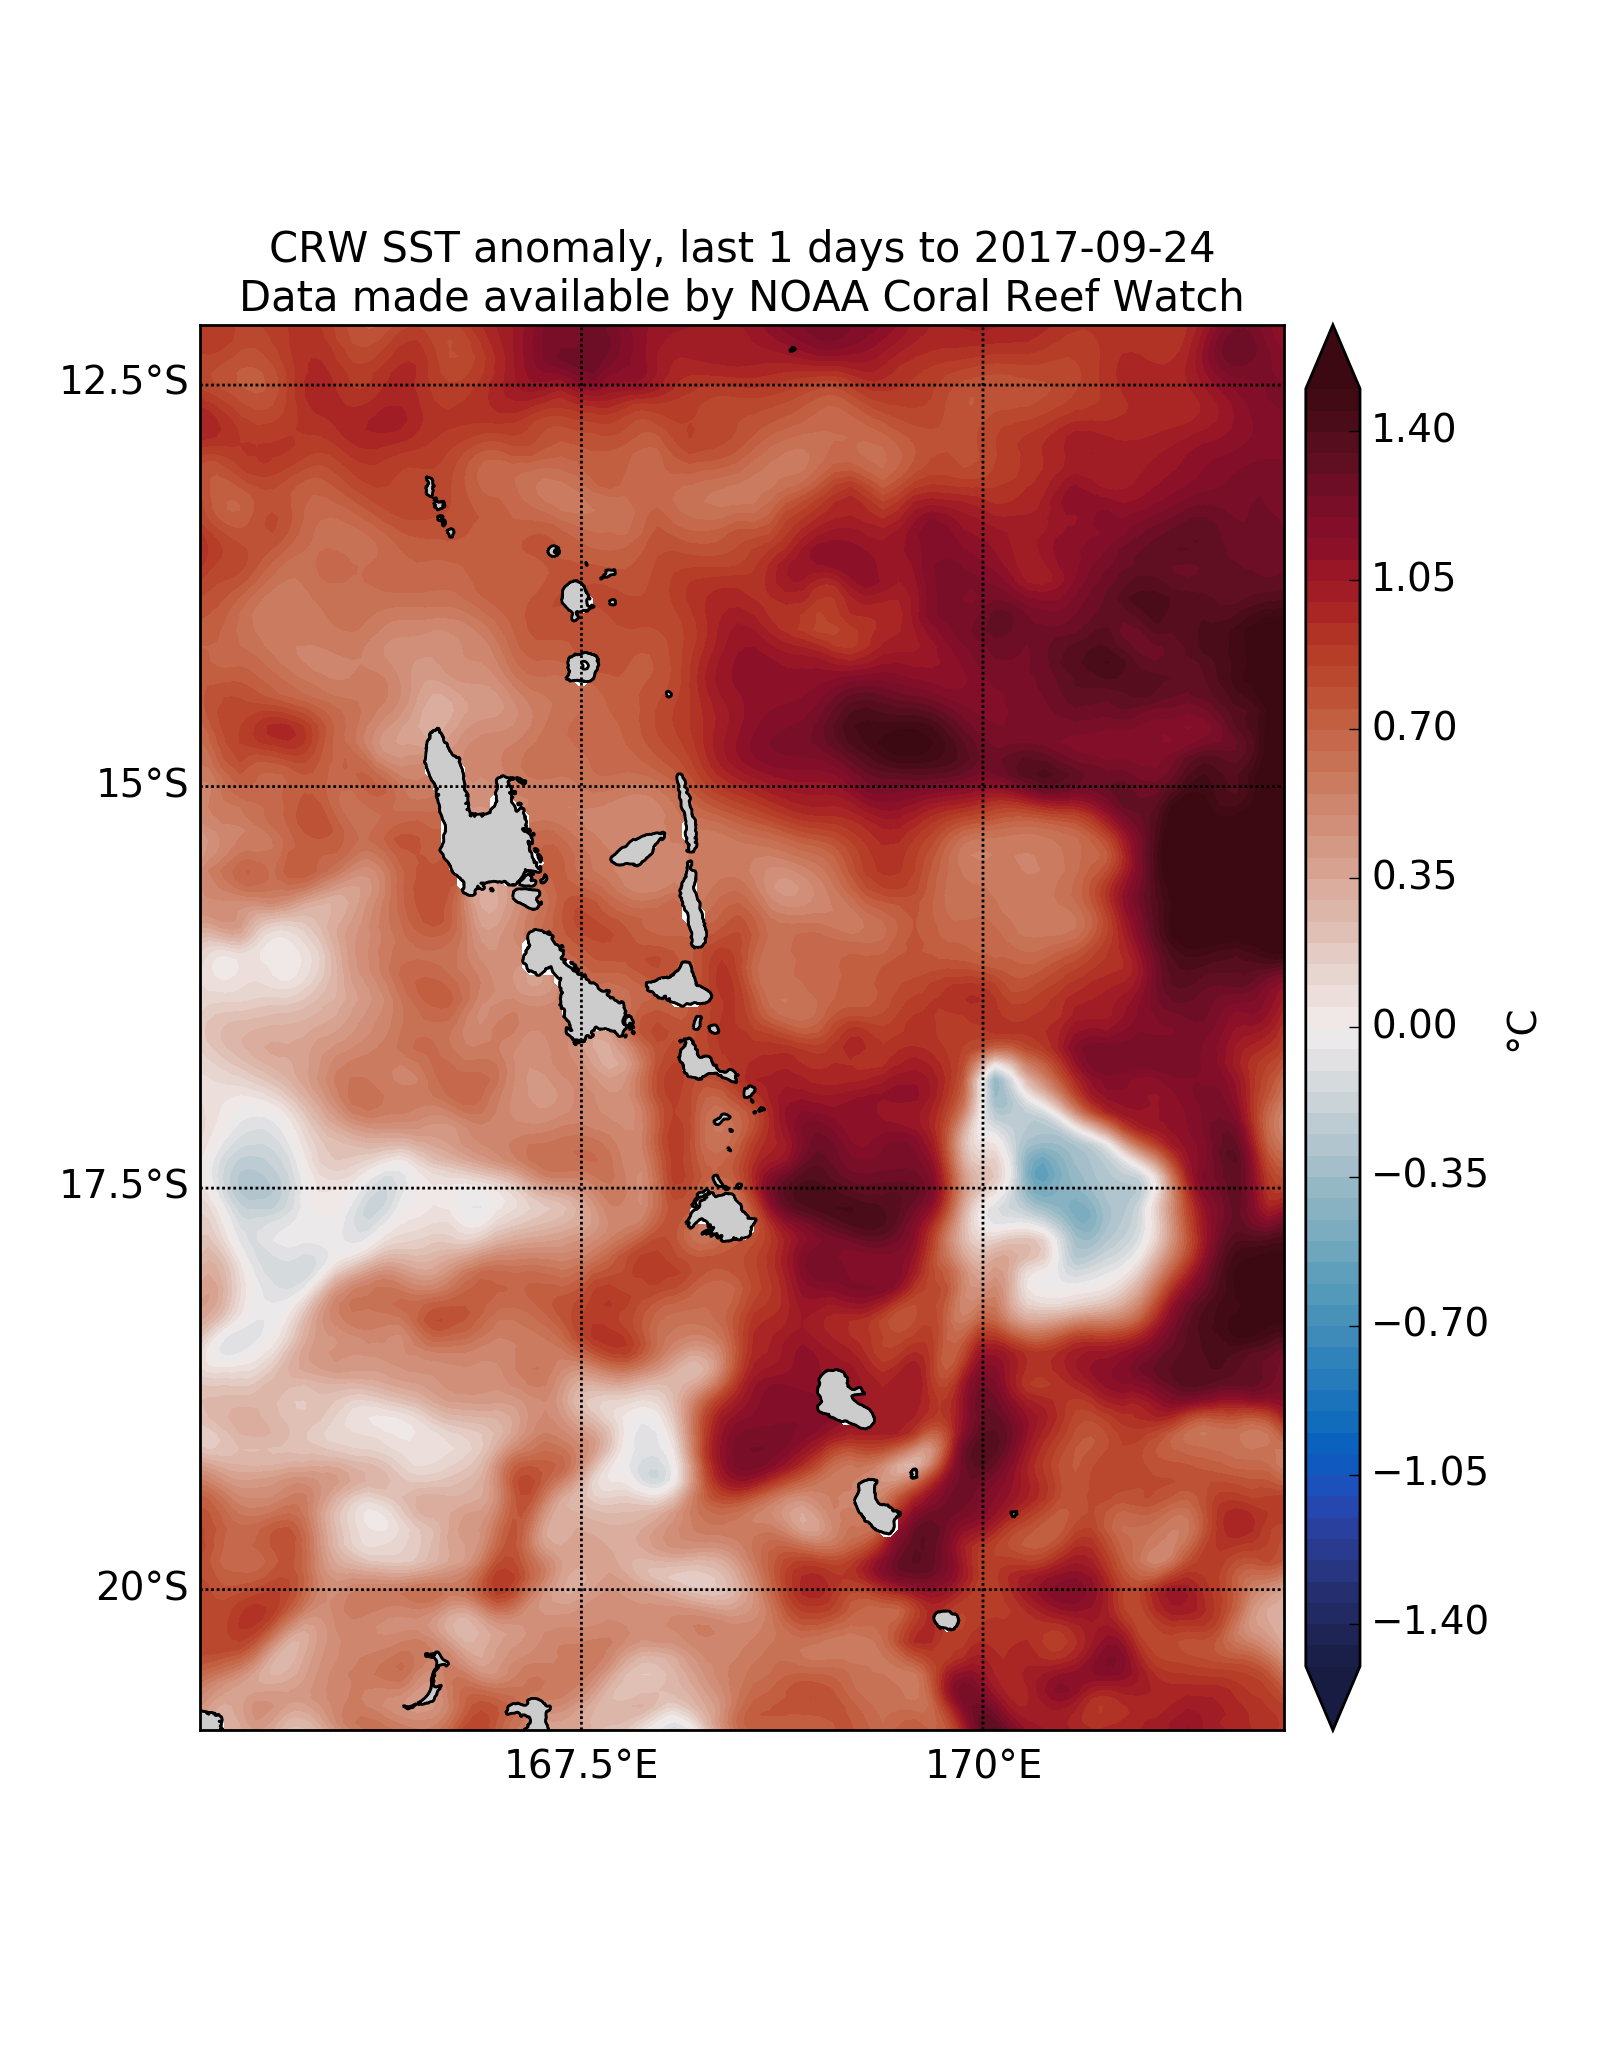 CRW SST anomaly, last 1 days to 2017-09-24
Data made available by NOAA Coral Reef Watch
12.5°S
15°S
17.5°S
20°S
167.5°E
170°E
1.40
1.05
0.70
0.35
0.00
−0.35
−0.70
−1.05
−1.40
°C